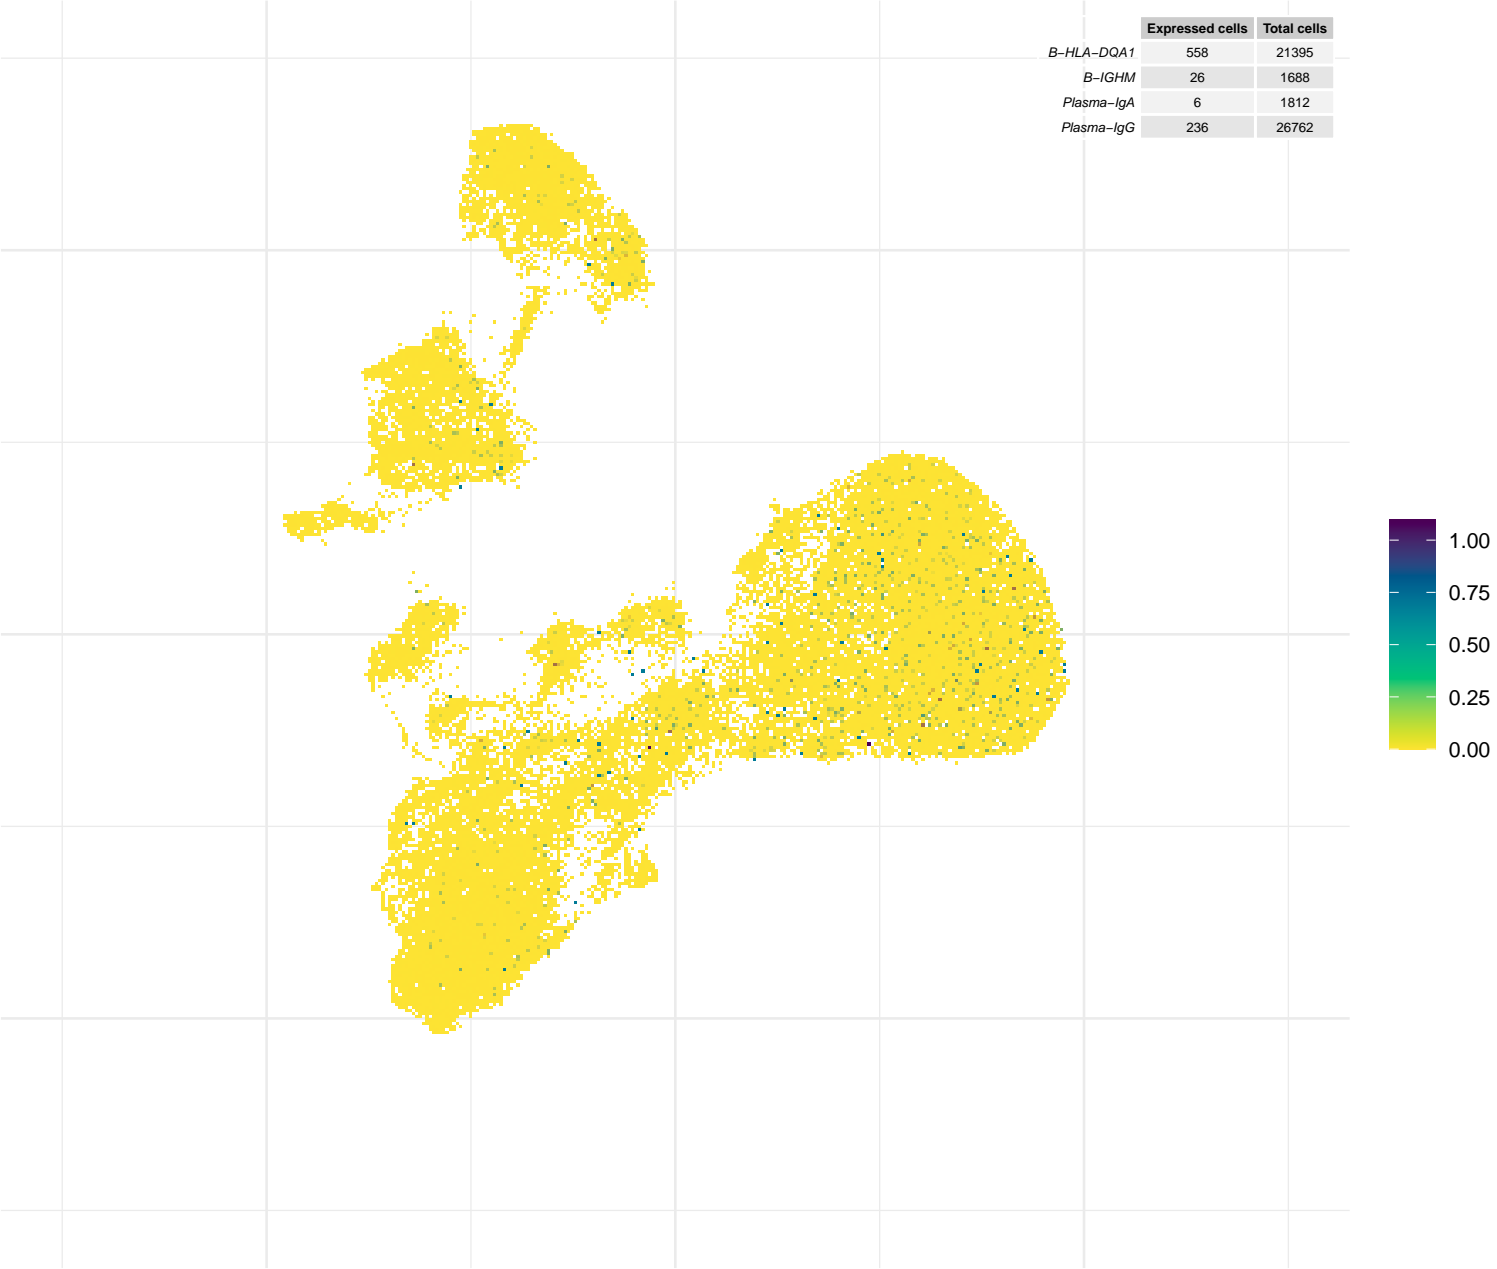 Expressed cells Total cells
B−HLA−DQA1 558 21395
B−IGHM 26 1688
Plasma−IgA 6 1812
Plasma−IgG 236 26762
1.00
0.75
0.50
0.25
0.00